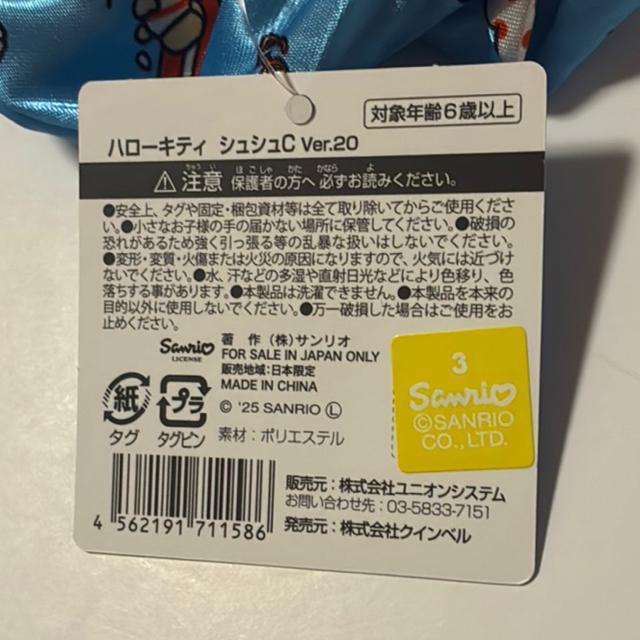 対象年齢6歳以上
ハローキティ シュシュC Ver.20
⚠注意 保護者の方へ必ずお読みください。
●安全上、タグや固定・梱包資材等は全て取り除いてからご使用くださ
い。●小さなお子様の手の届かない場所に保管してください。●破損の
恐れがあるため強く引っ張る等の乱暴な扱いはしないでください。
●変形・変質・火傷または火災の原因になりますので、火気には近づけ
ないでください。●水、汗などの多湿や直射日光などにより色移り、色
落ちする事があります。●本製品は洗濯できません。●本製品を本来の
目的以外に使用しないでください。●万一破損した場合はご使用をお
止めください。
Sanrio
LICENSE
著 作 (株)サンリオ
FOR SALE IN JAPAN ONLY
販売地域:日本限定
MADE IN CHINA
© '25 SANRIO Ⓛ
紙
タグ
プラ
タグピン
素材:ポリエステル
3
Sanrio
©SANRIO
CO., LTD.
4 562191 711586
販売元:株式会社ユニオンシステム
お問い合わせ先:03-5833-7151
発売元:株式会社クインベル